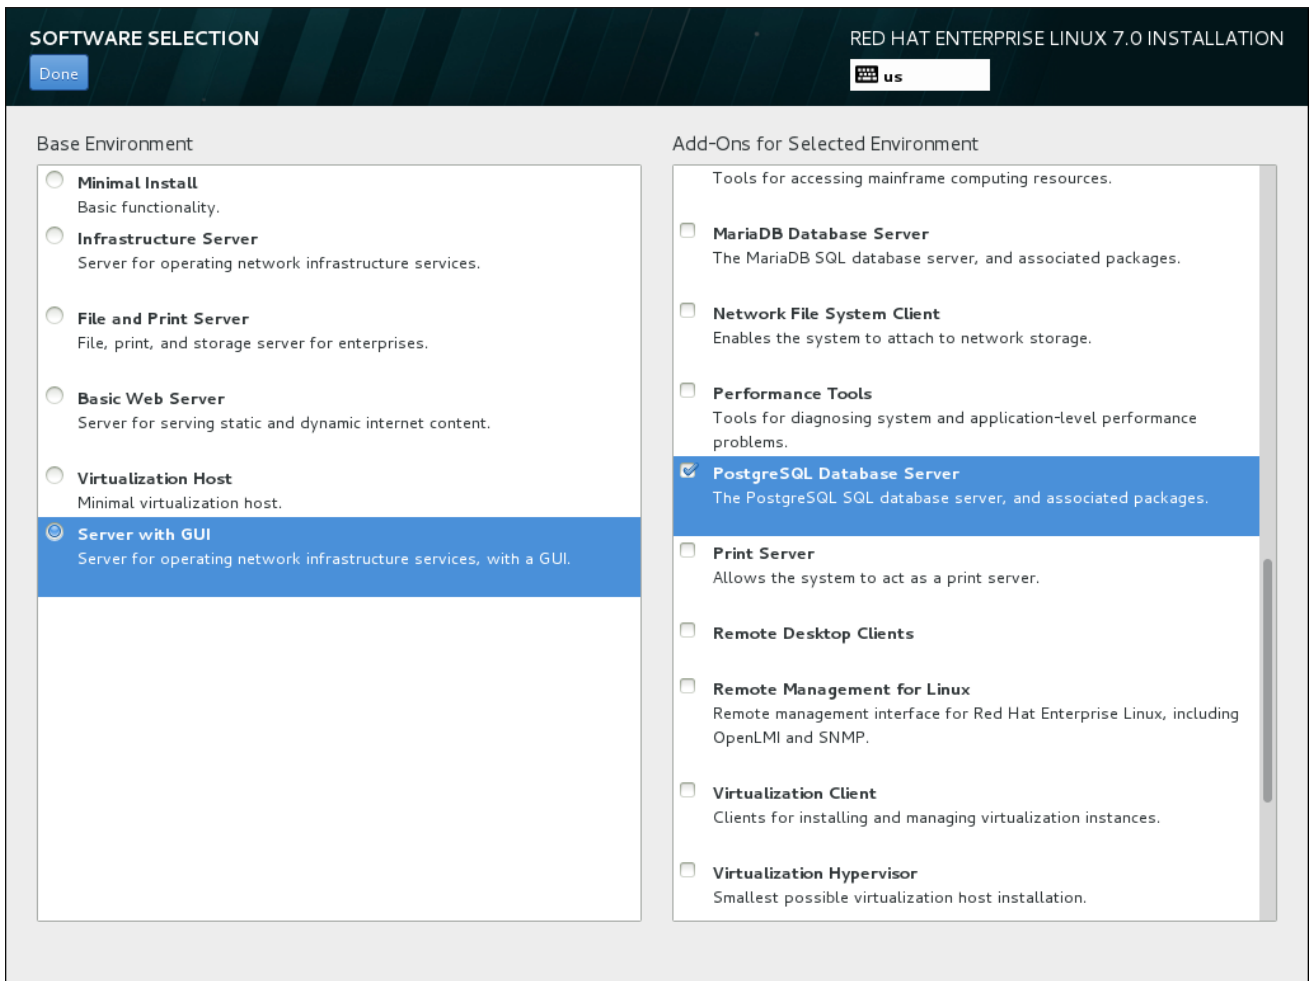 SOFTWARE SELECTION
Done
RED HAT ENTERPRISE LINUX 7.0 INSTALLATION
us
Base Environment
Minimal Install
Basic functionality.
Infrastructure Server
Server for operating network infrastructure services.
File and Print Server
File, print, and storage server for enterprises.
Basic Web Server
Server for serving static and dynamic internet content.
Virtualization Host
Minimal virtualization host.
Server with GUI
Server for operating network infrastructure services, with a GUI.
Add-Ons for Selected Environment
Tools for accessing mainframe computing resources.
MariaDB Database Server
The MariaDB SQL database server, and associated packages.
Network File System Client
Enables the system to attach to network storage.
Performance Tools
Tools for diagnosing system and application-level performance
problems.
PostgreSQL Database Server
The PostgreSQL SQL database server, and associated packages.
Print Server
Allows the system to act as a print server.
Remote Desktop Clients
Remote Management for Linux
Remote management interface for Red Hat Enterprise Linux, including
OpenLMI and SNMP.
Virtualization Client
Clients for installing and managing virtualization instances.
Virtualization Hypervisor
Smallest possible virtualization host installation.